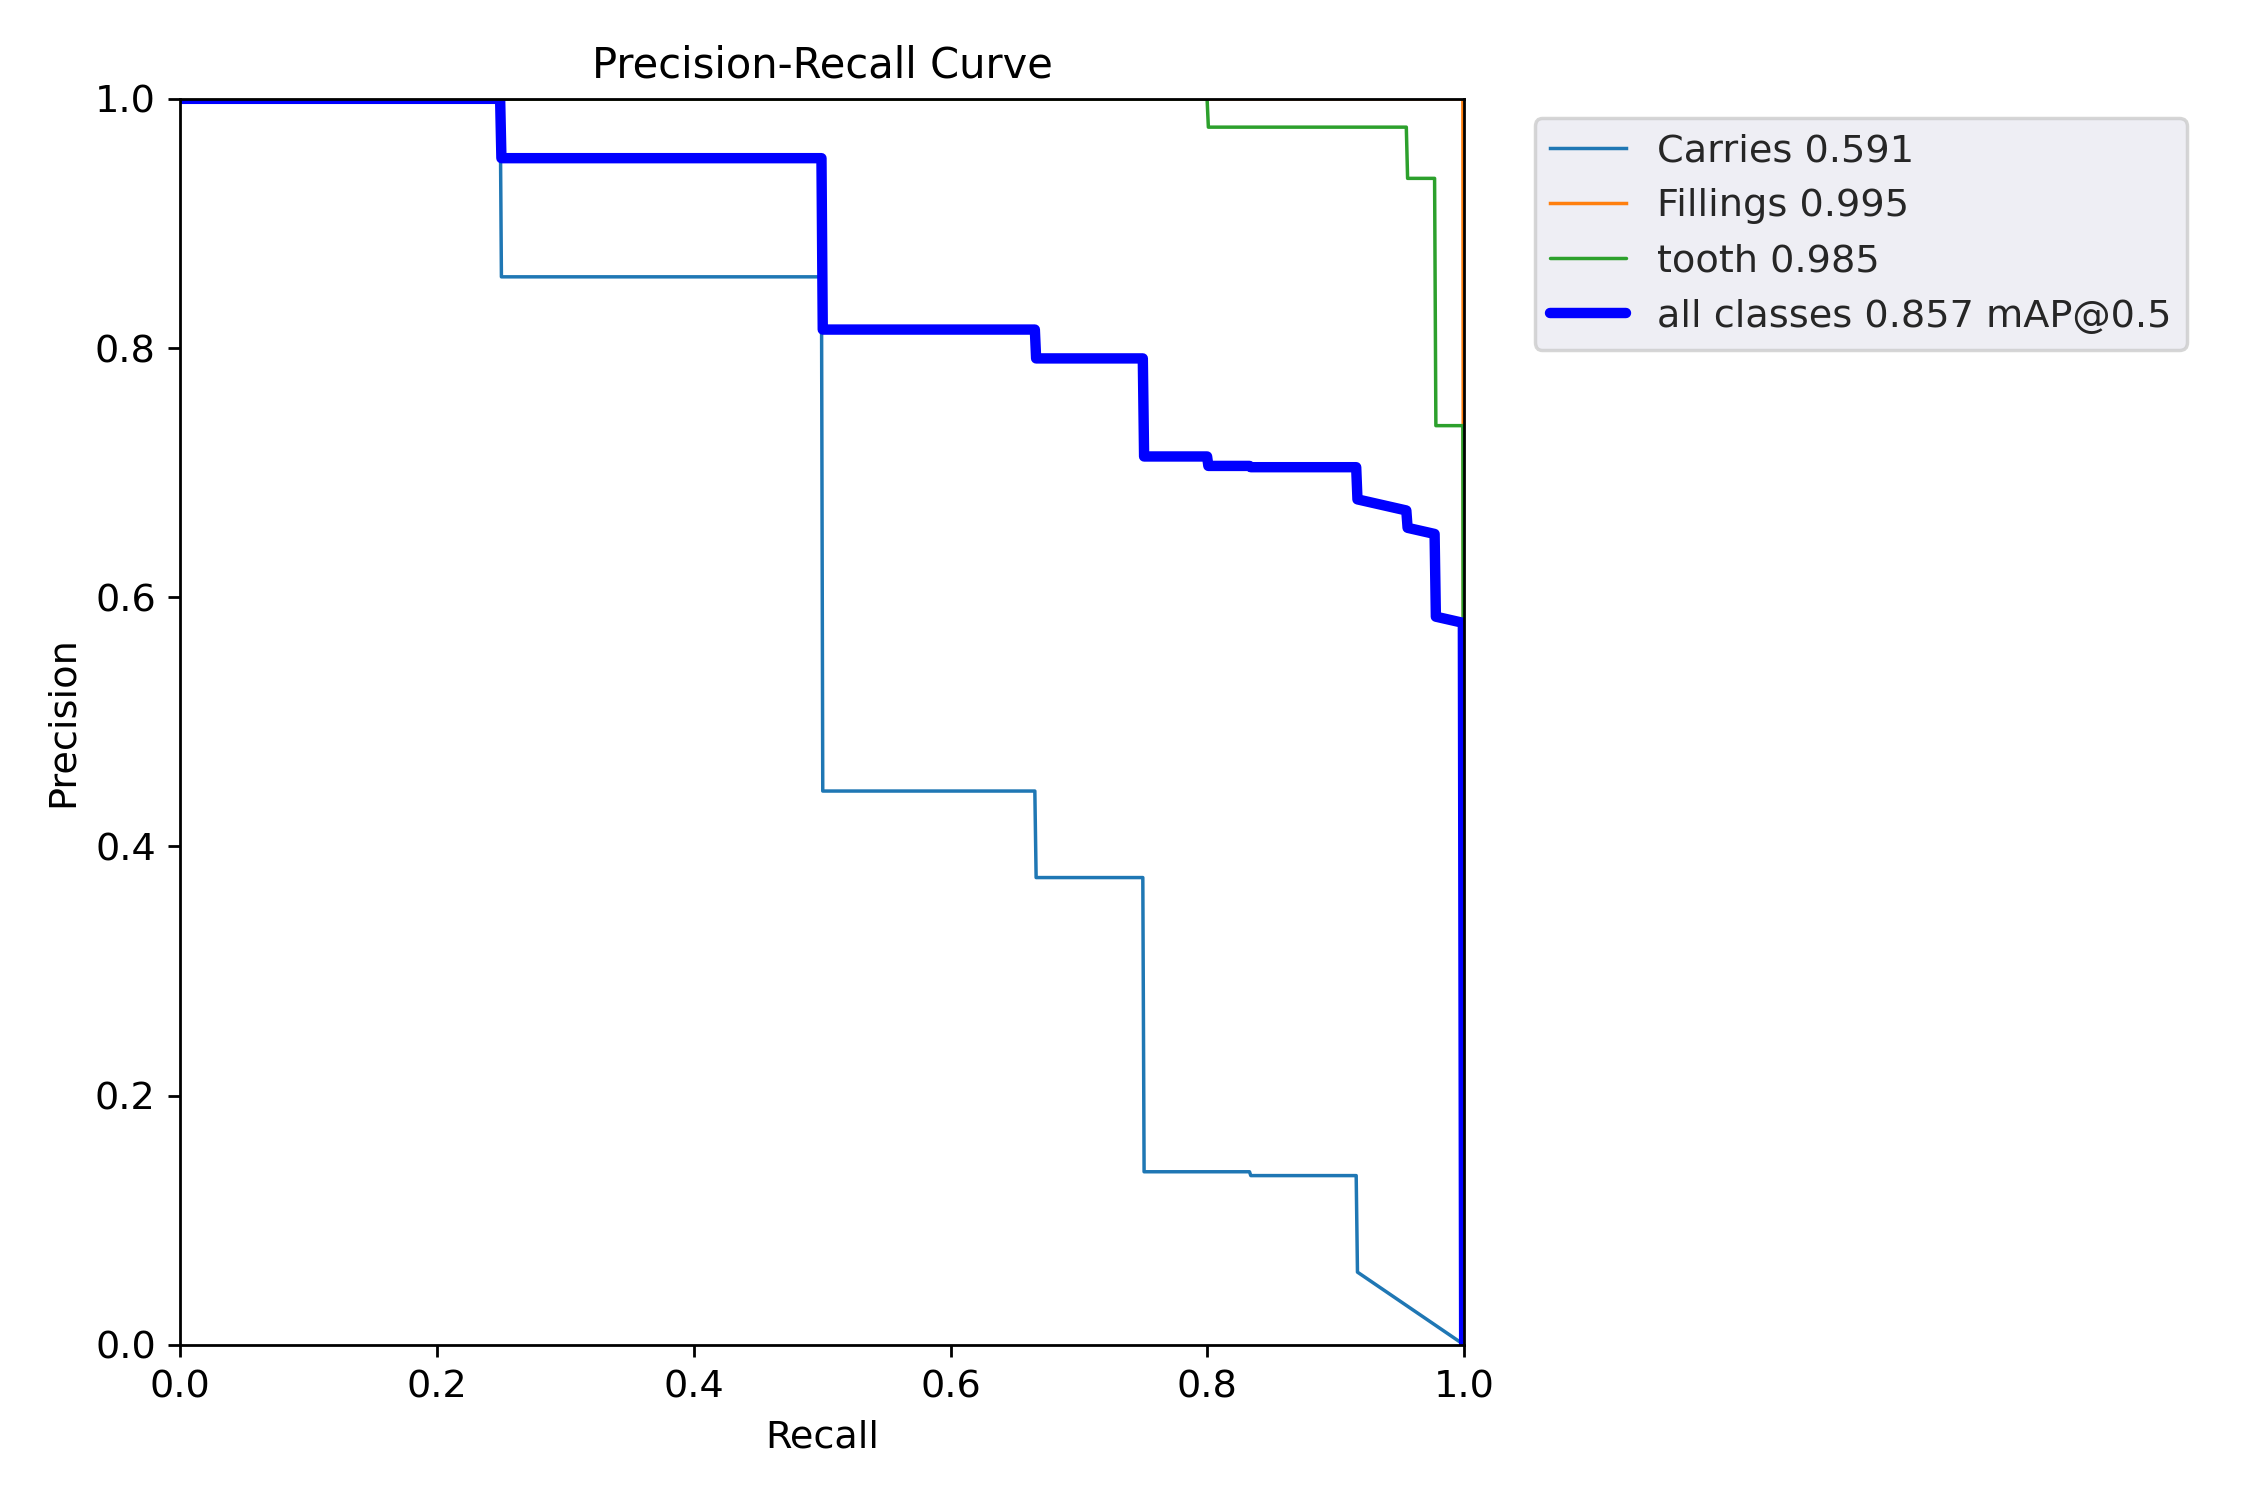 Precision-Recall Curve
1.0
0.8
0.6
0.4
0.2
0.0
Precision
0.0 0.2 0.4 0.6 0.8 1.0
Recall
Carries 0.591
Fillings 0.995
tooth 0.985
all classes 0.857 mAP@0.5